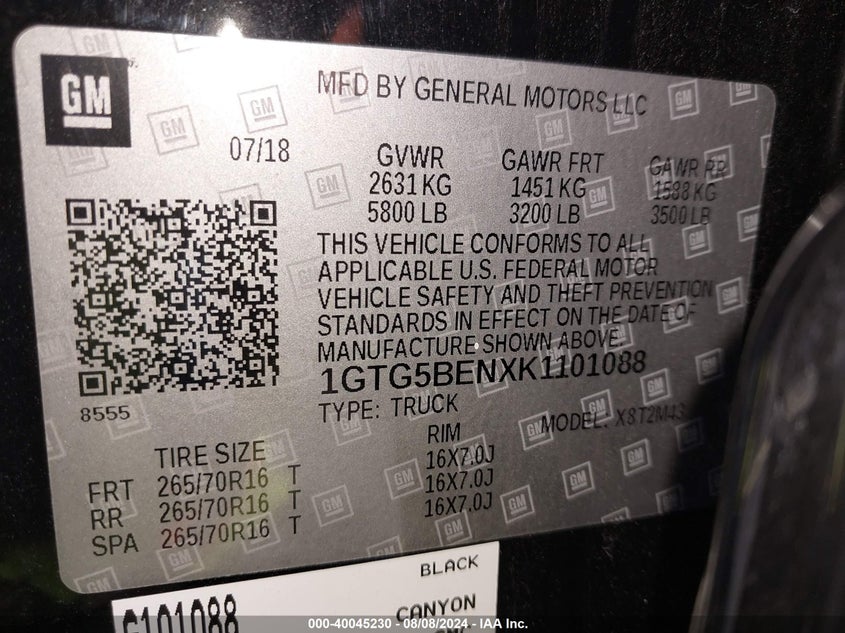 GM
MFD BY GENERAL MOTORS LLC
07/18
GVWR GAWR FRT GAWR RR
2631 KG 1451 KG 1588 KG
5800 LB 3200 LB 3500 LB
THIS VEHICLE CONFORMS TO ALL
APPLICABLE U.S. FEDERAL MOTOR
VEHICLE SAFETY AND THEFT PREVENTION
STANDARDS IN EFFECT ON THE DATE OF
MANUFACTURE SHOWN ABOVE.
1GTG5BENXK1101088
8555
TYPE: TRUCK MODEL: X8T2M43
TIRE SIZE RIM
FRT 265/70R16 T 16X7.0J
RR 265/70R16 T 16X7.0J
SPA 265/70R16 T 16X7.0J
BLACK
G101088
CANYON
000-40045230 - 08/08/2024 - IAA Inc.